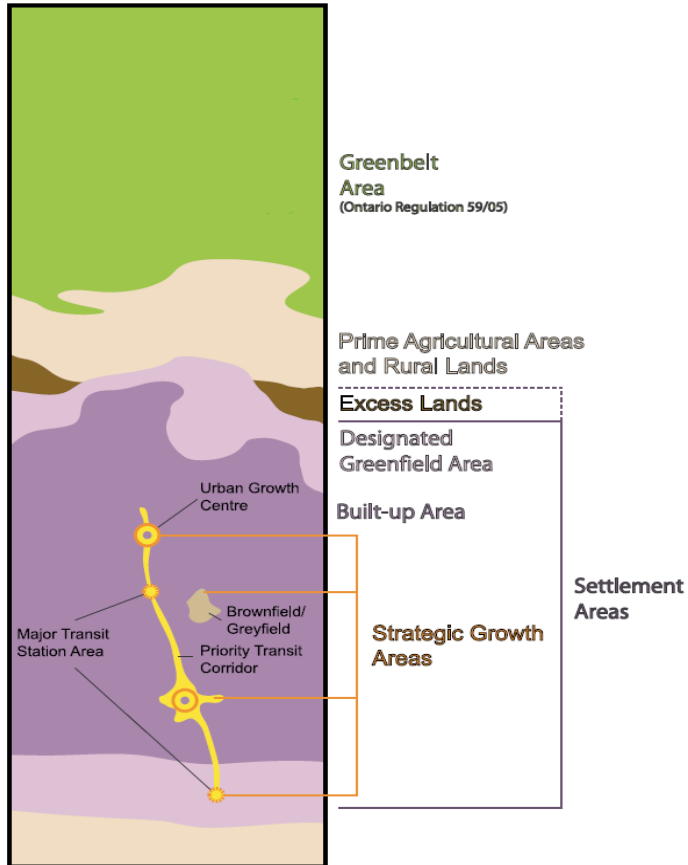 Greenbelt
Area
(Ontario Regulation 59/05)
Prime Agricultural Areas
and Rural Lands
Excess Lands
Designated
Greenfield Area
Urban Growth
Centre
Built-up Area
Settlement
Areas
Brownfield/
Greyfield
Strategic Growth
Areas
Major Transit
Station Area
Priority Transit
Corridor